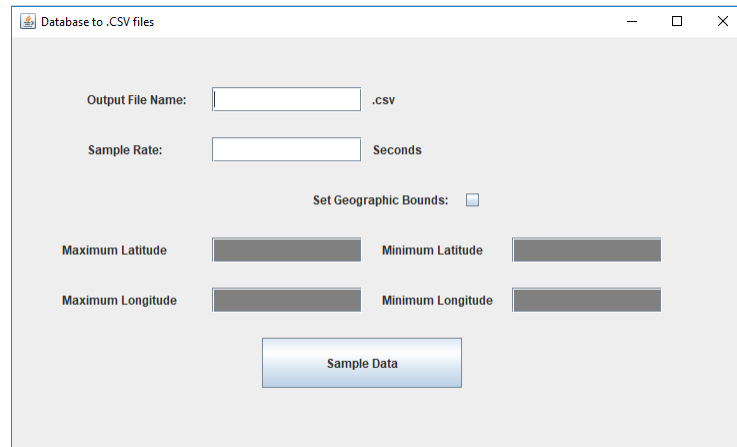 Database to .CSV files
Output File Name: .csv
Sample Rate: Seconds
Set Geographic Bounds:
Maximum Latitude Minimum Latitude
Maximum Longitude Minimum Longitude
Sample Data